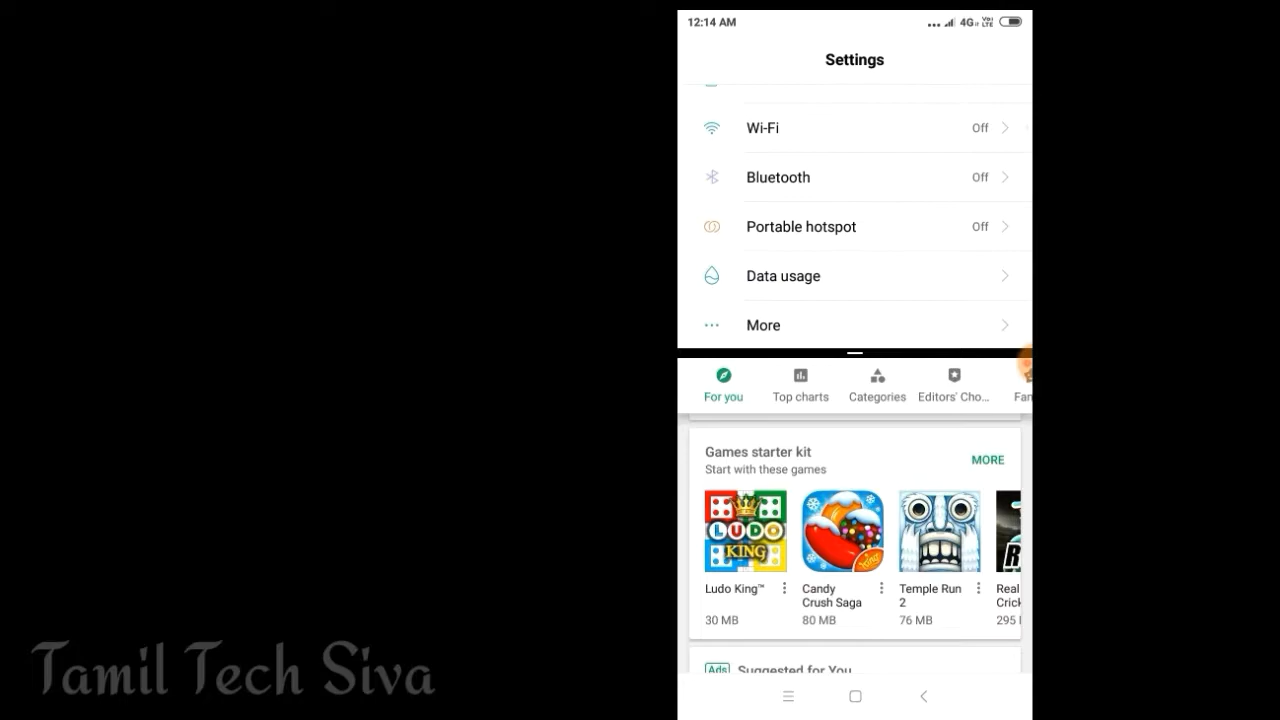 12:14 AM
4G
Vo)
LTE
Settings
Wi-Fi
Off
Bluetooth
Off
Portable hotspot
Off
Data usage
More
For you
Top charts
Categories
Editors' Cho...
Fan
Games starter kit
MORE
Start with these games
LUDO
KING
King
Ludo King™
Candy
Crush Saga
Temple Run
2
Real
Crick
30 MB
80 MB
76 MB
295
Ads
Suggested for You
Tamil Tech Siva